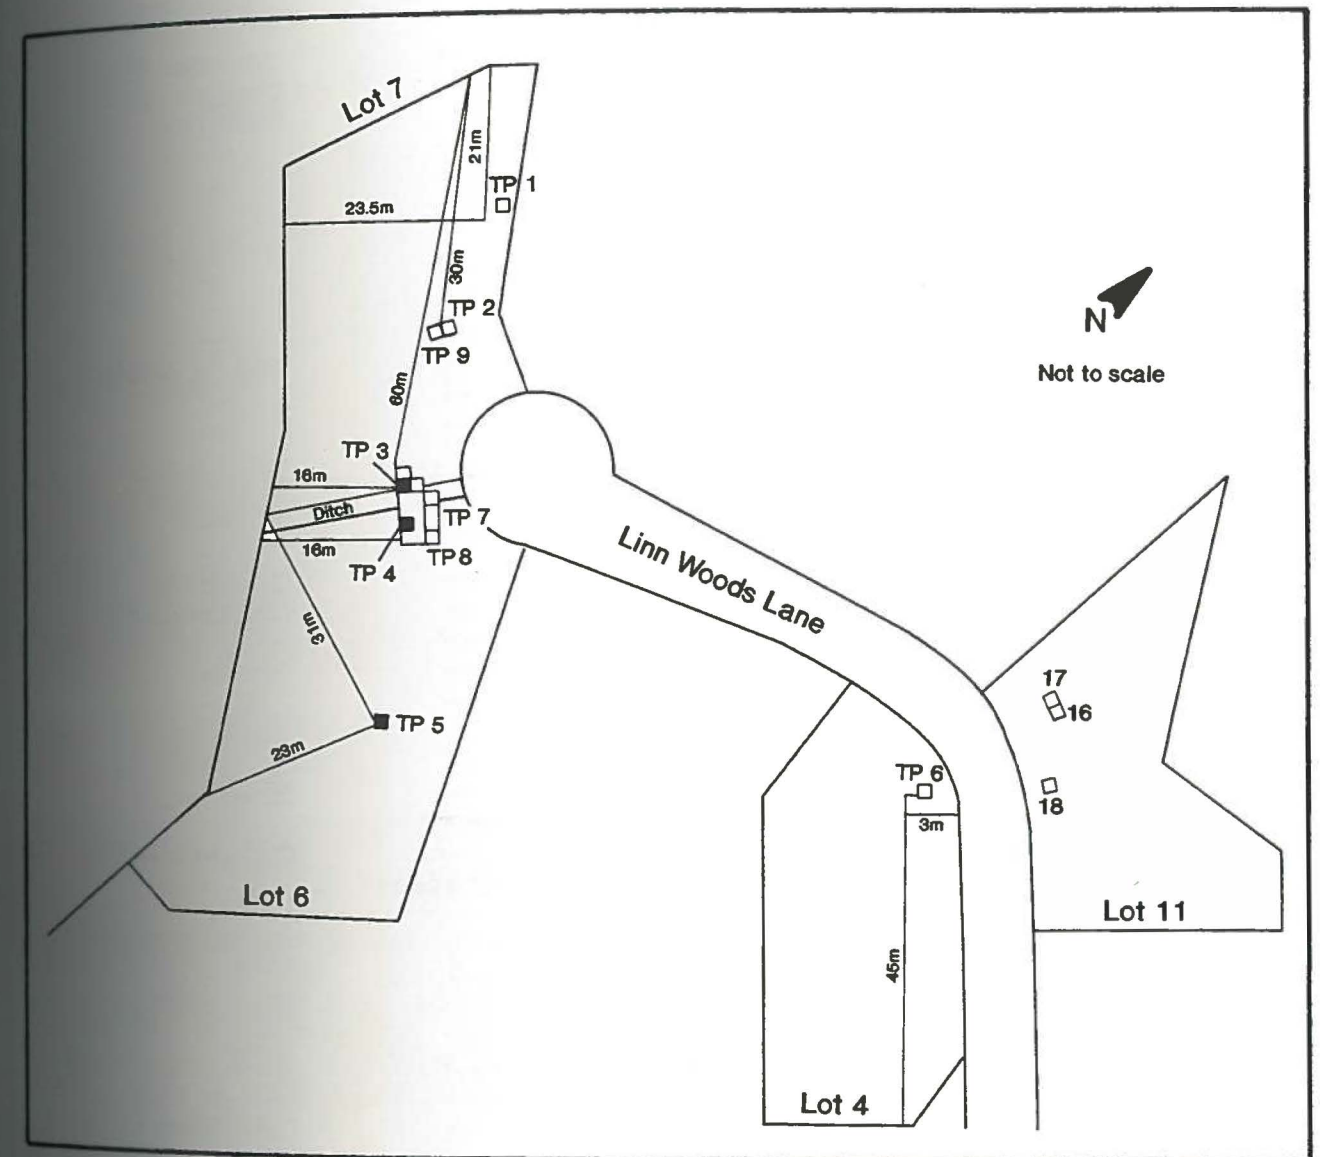 Lot 7
21m
TP 1
23.5m
30m
TP 2
TP 9
N
Not to scale
60m
TP 3
16m
Ditch
TP 7
16m
TP 8
TP 4
Linn Woods Lane
31m
17
16
TP 5
23m
TP 6
18
3m
Lot 6
Lot 11
45m
Lot 4